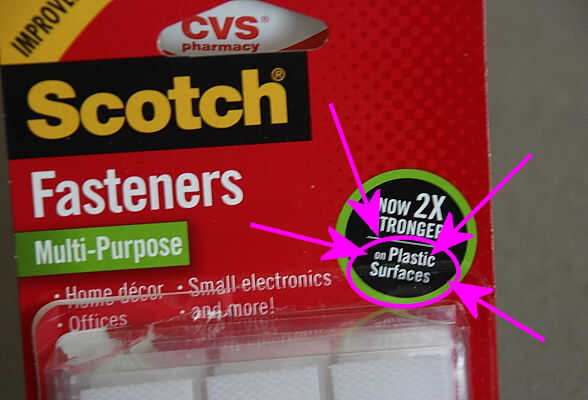 IMPROVED
CVS®
pharmacy
Scotch®
Fasteners
Multi-Purpose
NOW 2X
STRONGER
on Plastic
Surfaces
• Home décor • Small electronics
• Offices • and more!